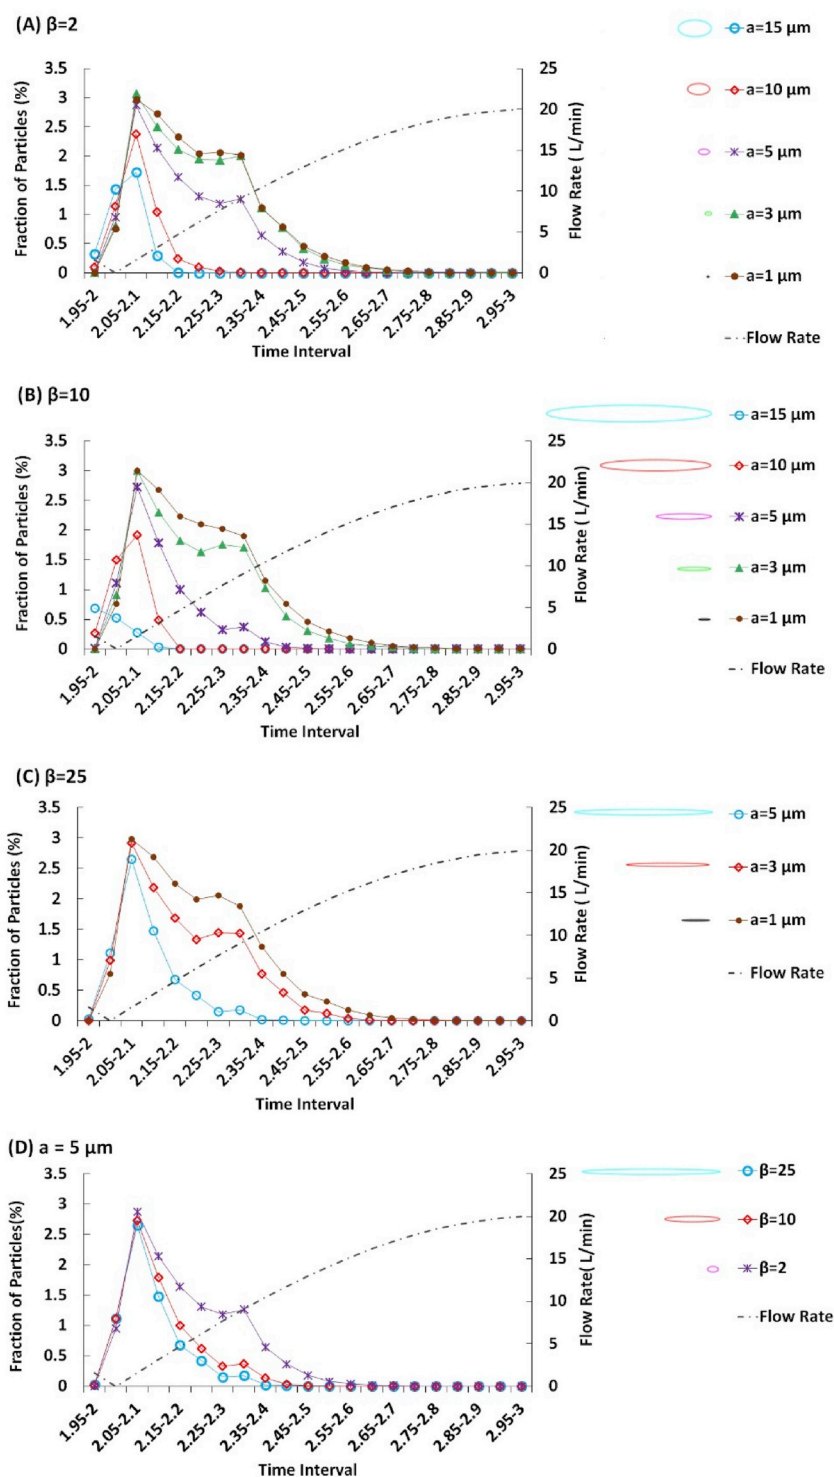 (A) β=2
Fraction of Particles (%)
3.5
3
2.5
2
1.5
1
0.5
0
25
20
15
10
5
0
Flow Rate ( L/min)
1.95-2
2.05-2.1
2.15-2.2
2.25-2.3
2.35-2.4
2.45-2.5
2.55-2.6
2.65-2.7
2.75-2.8
2.85-2.9
2.95-3
Time Interval
a=15 µm
a=10 µm
a=5 µm
a=3 µm
a=1 µm
Flow Rate
(B) β=10
Fraction of Particles (%)
3.5
3
2.5
2
1.5
1
0.5
0
25
20
15
10
5
0
Flow Rate ( L/min)
1.95-2
2.05-2.1
2.15-2.2
2.25-2.3
2.35-2.4
2.45-2.5
2.55-2.6
2.65-2.7
2.75-2.8
2.85-2.9
2.95-3
Time Interval
a=15 µm
a=10 µm
a=5 µm
a=3 µm
a=1 µm
Flow Rate
(C) β=25
Fraction of Particles (%)
3.5
3
2.5
2
1.5
1
0.5
0
25
20
15
10
5
0
Flow Rate ( L/min)
1.95-2
2.05-2.1
2.15-2.2
2.25-2.3
2.35-2.4
2.45-2.5
2.55-2.6
2.65-2.7
2.75-2.8
2.85-2.9
2.95-3
Time Interval
a=5 µm
a=3 µm
a=1 µm
Flow Rate
(D) a = 5 µm
Fraction of Particles(%)
3.5
3
2.5
2
1.5
1
0.5
0
25
20
15
10
5
0
Flow Rate( L/min)
1.95-2
2.05-2.1
2.15-2.2
2.25-2.3
2.35-2.4
2.45-2.5
2.55-2.6
2.65-2.7
2.75-2.8
2.85-2.9
2.95-3
Time Interval
β=25
β=10
β=2
Flow Rate